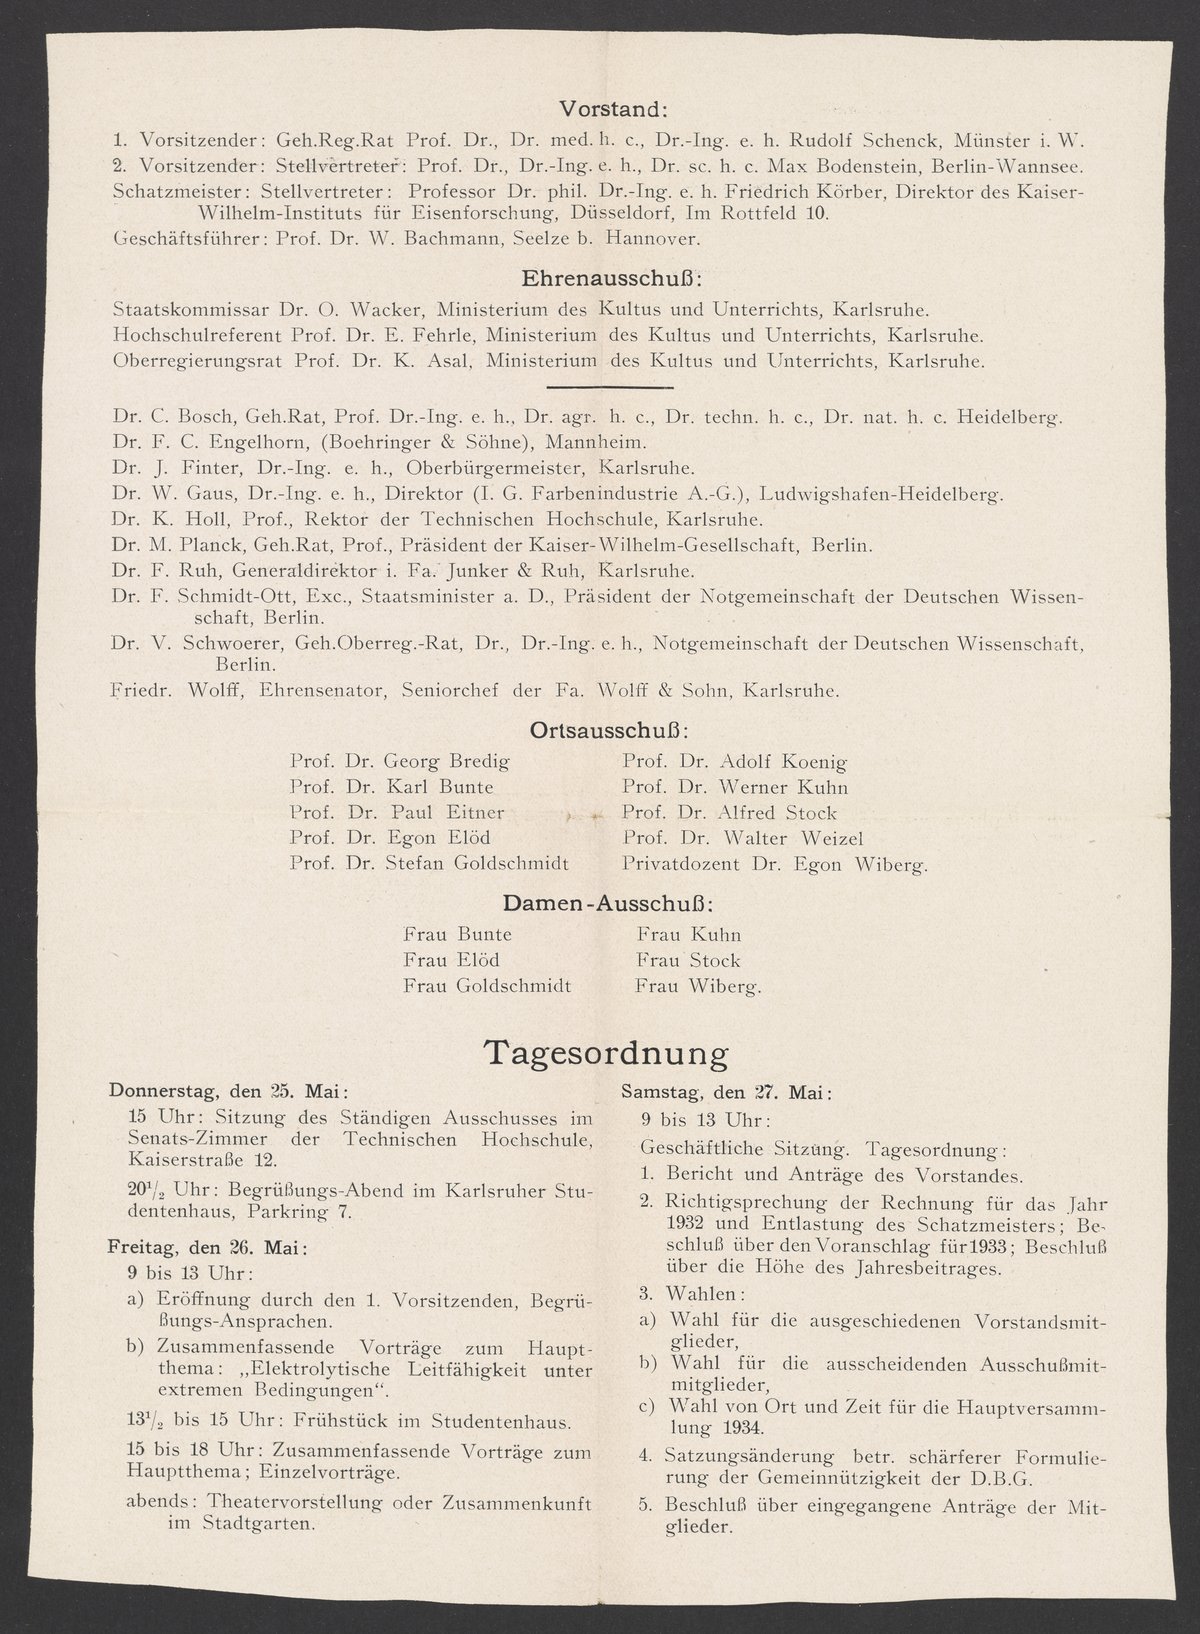 Vorstand:
1. Vorsitzender: Geh.Reg.Rat Prof. Dr., Dr. med. h. c., Dr.-Ing. e. h. Rudolf Schenck, Münster i. W.
2. Vorsitzender: Stellvertreter: Prof. Dr., Dr.-Ing. e. h., Dr. sc. h. c. Max Bodenstein, Berlin-Wannsee.
Schatzmeister: Stellvertreter: Professor Dr. phil. Dr.-Ing. e. h. Friedrich Körber, Direktor des Kaiser-
Wilhelm-Instituts für Eisenforschung, Düsseldorf, Im Rottfeld 10.
Geschäftsführer: Prof. Dr. W. Bachmann, Seelze b. Hannover.
Ehrenausschuß:
Staatskommissar Dr. O. Wacker, Ministerium des Kultus und Unterrichts, Karlsruhe.
Hochschulreferent Prof. Dr. E. Fehrle, Ministerium des Kultus und Unterrichts, Karlsruhe.
Oberregierungsrat Prof. Dr. K. Asal, Ministerium des Kultus und Unterrichts, Karlsruhe.
Dr. C. Bosch, Geh.Rat, Prof. Dr.-Ing. e. h., Dr. agr. h. c., Dr. techn. h. c., Dr. nat. h. c. Heidelberg.
Dr. F. C. Engelhorn, (Boehringer & Söhne), Mannheim.
Dr. J. Finter, Dr.-Ing. e. h., Oberbürgermeister, Karlsruhe.
Dr. W. Gaus, Dr.-Ing. e. h., Direktor (I. G. Farbenindustrie A.-G.), Ludwigshafen-Heidelberg.
Dr. K. Holl, Prof., Rektor der Technischen Hochschule, Karlsruhe.
Dr. M. Planck, Geh.Rat, Prof., Präsident der Kaiser-Wilhelm-Gesellschaft, Berlin.
Dr. F. Ruh, Generaldirektor i. Fa. Junker & Ruh, Karlsruhe.
Dr. F. Schmidt-Ott, Exc., Staatsminister a. D., Präsident der Notgemeinschaft der Deutschen Wissen-
schaft, Berlin.
Dr. V. Schwoerer, Geh.Oberreg.-Rat, Dr., Dr.-Ing. e. h., Notgemeinschaft der Deutschen Wissenschaft,
Berlin.
Friedr. Wolff, Ehrensenator, Seniorchef der Fa. Wolff & Sohn, Karlsruhe.
Ortsausschuß:
Prof. Dr. Georg Bredig
Prof. Dr. Karl Bunte
Prof. Dr. Paul Eitner
Prof. Dr. Egon Elöd
Prof. Dr. Stefan Goldschmidt
Prof. Dr. Adolf Koenig
Prof. Dr. Werner Kuhn
Prof. Dr. Alfred Stock
Prof. Dr. Walter Weizel
Privatdozent Dr. Egon Wiberg.
Damen-Ausschuß:
Frau Bunte
Frau Elöd
Frau Goldschmidt
Frau Kuhn
Frau Stock
Frau Wiberg.
Tagesordnung
Donnerstag, den 25. Mai:
15 Uhr: Sitzung des Ständigen Ausschusses im
Senats-Zimmer der Technischen Hochschule,
Kaiserstraße 12.
20¹/₂ Uhr: Begrüßungs-Abend im Karlsruher Stu-
dentenhaus, Parkring 7.
Freitag, den 26. Mai:
9 bis 13 Uhr:
a) Eröffnung durch den 1. Vorsitzenden, Begrü-
ßungs-Ansprachen.
b) Zusammenfassende Vorträge zum Haupt-
thema: „Elektrolytische Leitfähigkeit unter
extremen Bedingungen“.
13¹/₂ bis 15 Uhr: Frühstück im Studentenhaus.
15 bis 18 Uhr: Zusammenfassende Vorträge zum
Hauptthema; Einzelvorträge.
abends: Theatervorstellung oder Zusammenkunft
im Stadtgarten.
Samstag, den 27. Mai:
9 bis 13 Uhr:
Geschäftliche Sitzung. Tagesordnung:
1. Bericht und Anträge des Vorstandes.
2. Richtigsprechung der Rechnung für das Jahr
1932 und Entlastung des Schatzmeisters; Be-
schluß über den Voranschlag für 1933; Beschluß
über die Höhe des Jahresbeitrages.
3. Wahlen:
a) Wahl für die ausgeschiedenen Vorstandsmit-
glieder,
b) Wahl für die ausscheidenden Ausschußmit-
mitglieder,
c) Wahl von Ort und Zeit für die Hauptversamm-
lung 1934.
4. Satzungsänderung betr. schärferer Formulie-
rung der Gemeinnützigkeit der D.B.G.
5. Beschluß über eingegangene Anträge der Mit-
glieder.